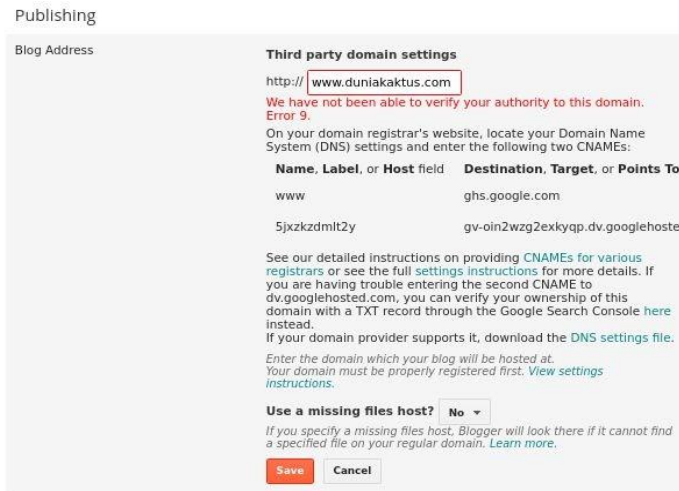 Publishing
Blog Address
Third party domain settings
http:// www.duniakaktus.com
We have not been able to verify your authority to this domain.
Error 9.
On your domain registrar's website, locate your Domain Name
System (DNS) settings and enter the following two CNAMEs:
Name, Label, or Host field Destination, Target, or Points To
www ghs.google.com
5jxzkzdmlt2y gv-oin2wzg2exkyqp.dv.googlehoste
See our detailed instructions on providing CNAMEs for various
registrars or see the full settings instructions for more details. If
you are having trouble entering the second CNAME to
dv.googlehosted.com, you can verify your ownership of this
domain with a TXT record through the Google Search Console here
instead.
If your domain provider supports it, download the DNS settings file.
Enter the domain which your blog will be hosted at.
Your domain must be properly registered first. View settings
instructions.
Use a missing files host? No
If you specify a missing files host, Blogger will look there if it cannot find
a specified file on your regular domain. Learn more.
Save Cancel